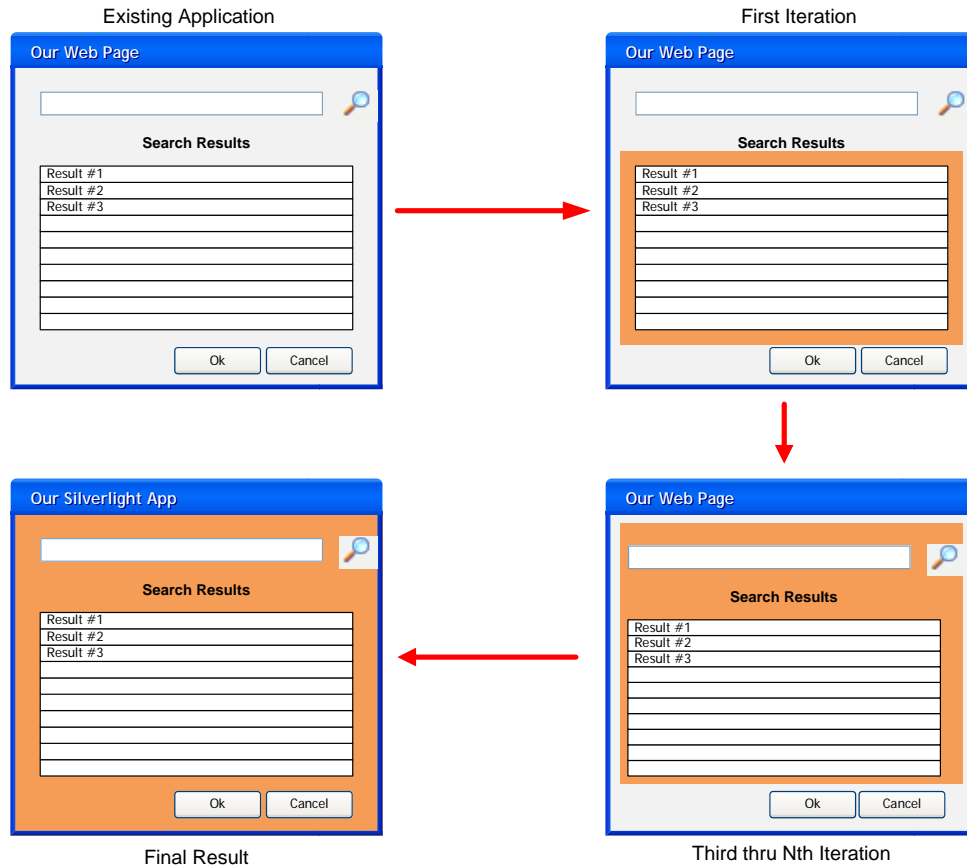 Existing Application
Our Web Page
Search Results
Result #1
Result #2
Result #3
Ok
Cancel
First Iteration
Our Web Page
Search Results
Result #1
Result #2
Result #3
Ok
Cancel
Our Silverlight App
Search Results
Result #1
Result #2
Result #3
Ok
Cancel
Final Result
Our Web Page
Search Results
Result #1
Result #2
Result #3
Ok
Cancel
Third thru Nth Iteration